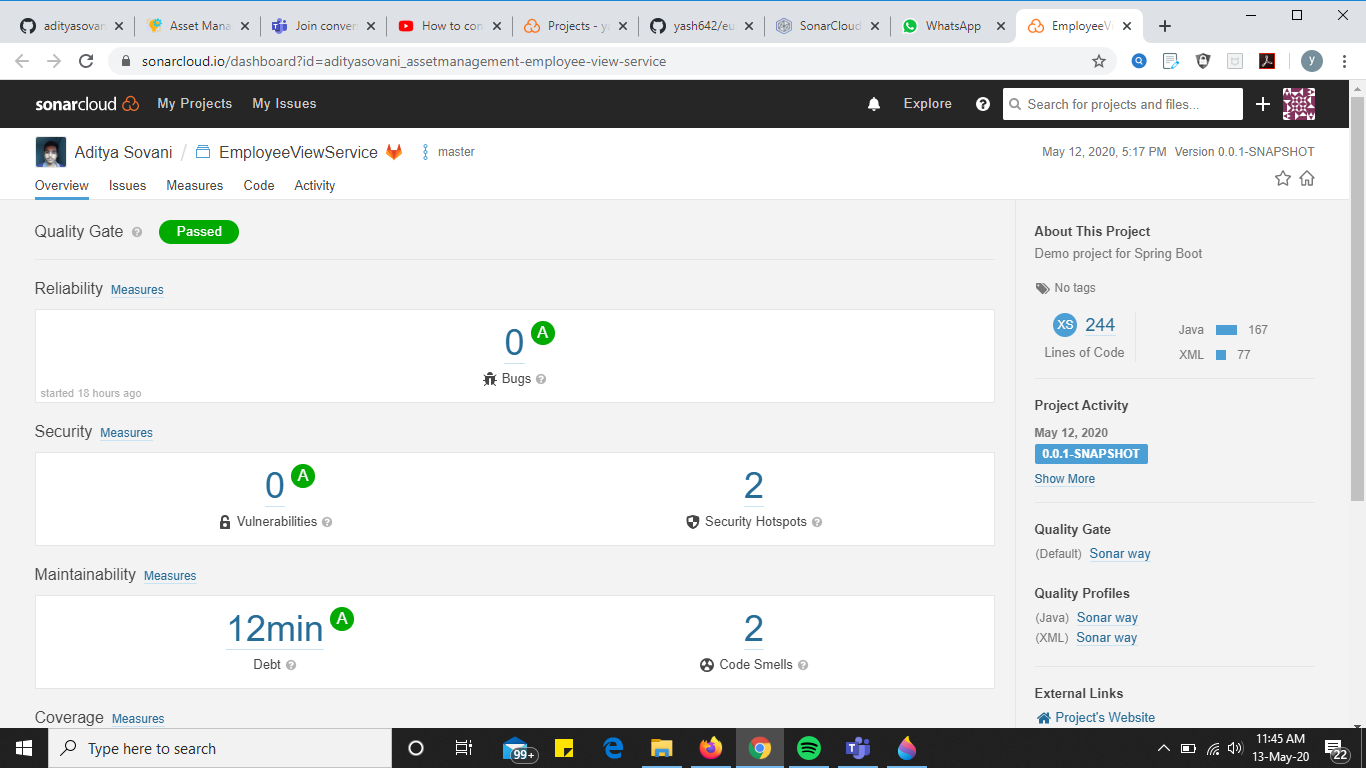 adityasovan
Asset Mana
Join conver
How to con
Projects - ya
yash642/eu
SonarCloud
WhatsApp
EmployeeVi
sonarcloud.io/dashboard?id=adityasovani_assetmanagement-employee-view-service
y
sonarcloud My Projects My Issues Explore Search for projects and files...
Aditya Sovani / EmployeeViewService master May 12, 2020, 5:17 PM Version 0.0.1-SNAPSHOT
Overview Issues Measures Code Activity
Quality Gate Passed
Reliability Measures
0 A
Bugs
started 18 hours ago
Security Measures
0 A 2
Vulnerabilities Security Hotspots
Maintainability Measures
12min A 2
Debt Code Smells
Coverage Measures
About This Project
Demo project for Spring Boot
No tags
XS 244
Lines of Code
Java 167
XML 77
Project Activity
May 12, 2020
0.0.1-SNAPSHOT
Show More
Quality Gate
(Default) Sonar way
Quality Profiles
(Java) Sonar way
(XML) Sonar way
External Links
Project's Website
Type here to search
99+
11:45 AM
13-May-20
22